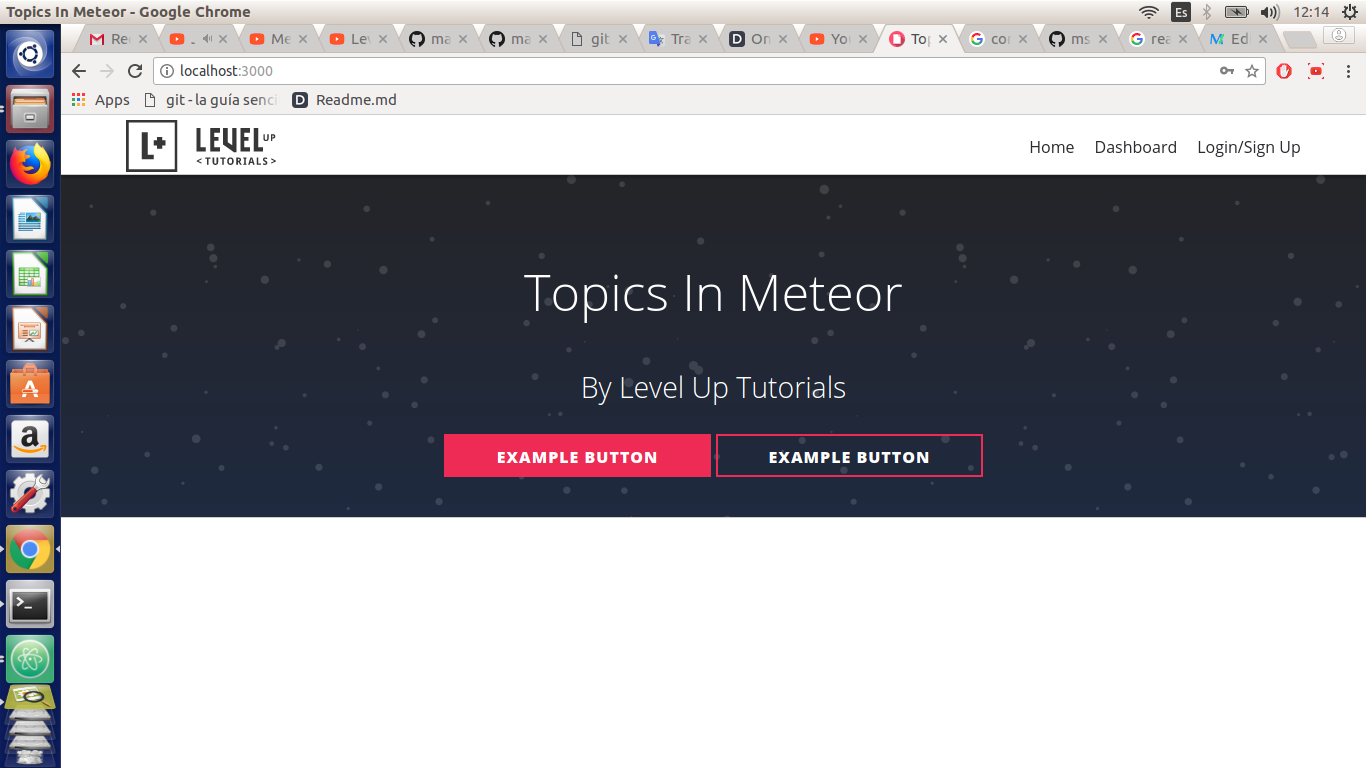 Topics In Meteor - Google Chrome
Es
12:14
Re
Me
Lev
ma
ma
git
Tra
On
You
Top
cor
ms
rea
Ed
localhost:3000
Apps
git - la guía senc
Readme.md
L+
LEVEL UP
<TUTORIALS>
Home
Dashboard
Login/Sign Up
Topics In Meteor
By Level Up Tutorials
EXAMPLE BUTTON
EXAMPLE BUTTON